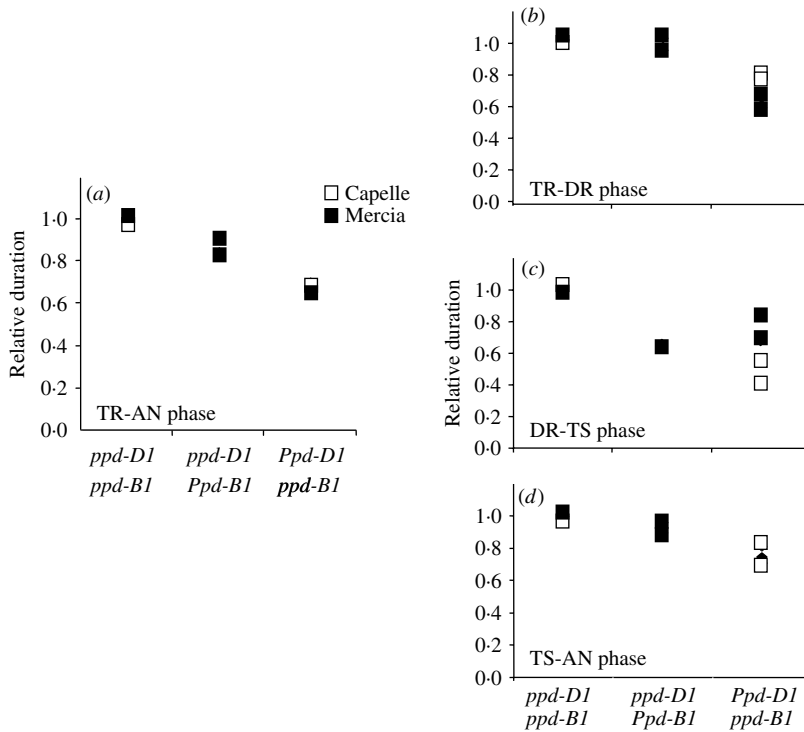 (a)
Capelle
Mercia
1·0
0·8
0·6
0·4
0·2
0·0
Relative duration
TR-AN phase
ppd-D1 ppd-D1 Ppd-D1
ppd-B1 Ppd-B1 ppd-B1
(b)
1·0
0·8
0·6
0·4
0·2
0·0
TR-DR phase
(c)
1·0
0·8
0·6
0·4
0·2
0·0
Relative duration
DR-TS phase
(d)
1·0
0·8
0·6
0·4
0·2
0·0
TS-AN phase
ppd-D1 ppd-D1 Ppd-D1
ppd-B1 Ppd-B1 ppd-B1